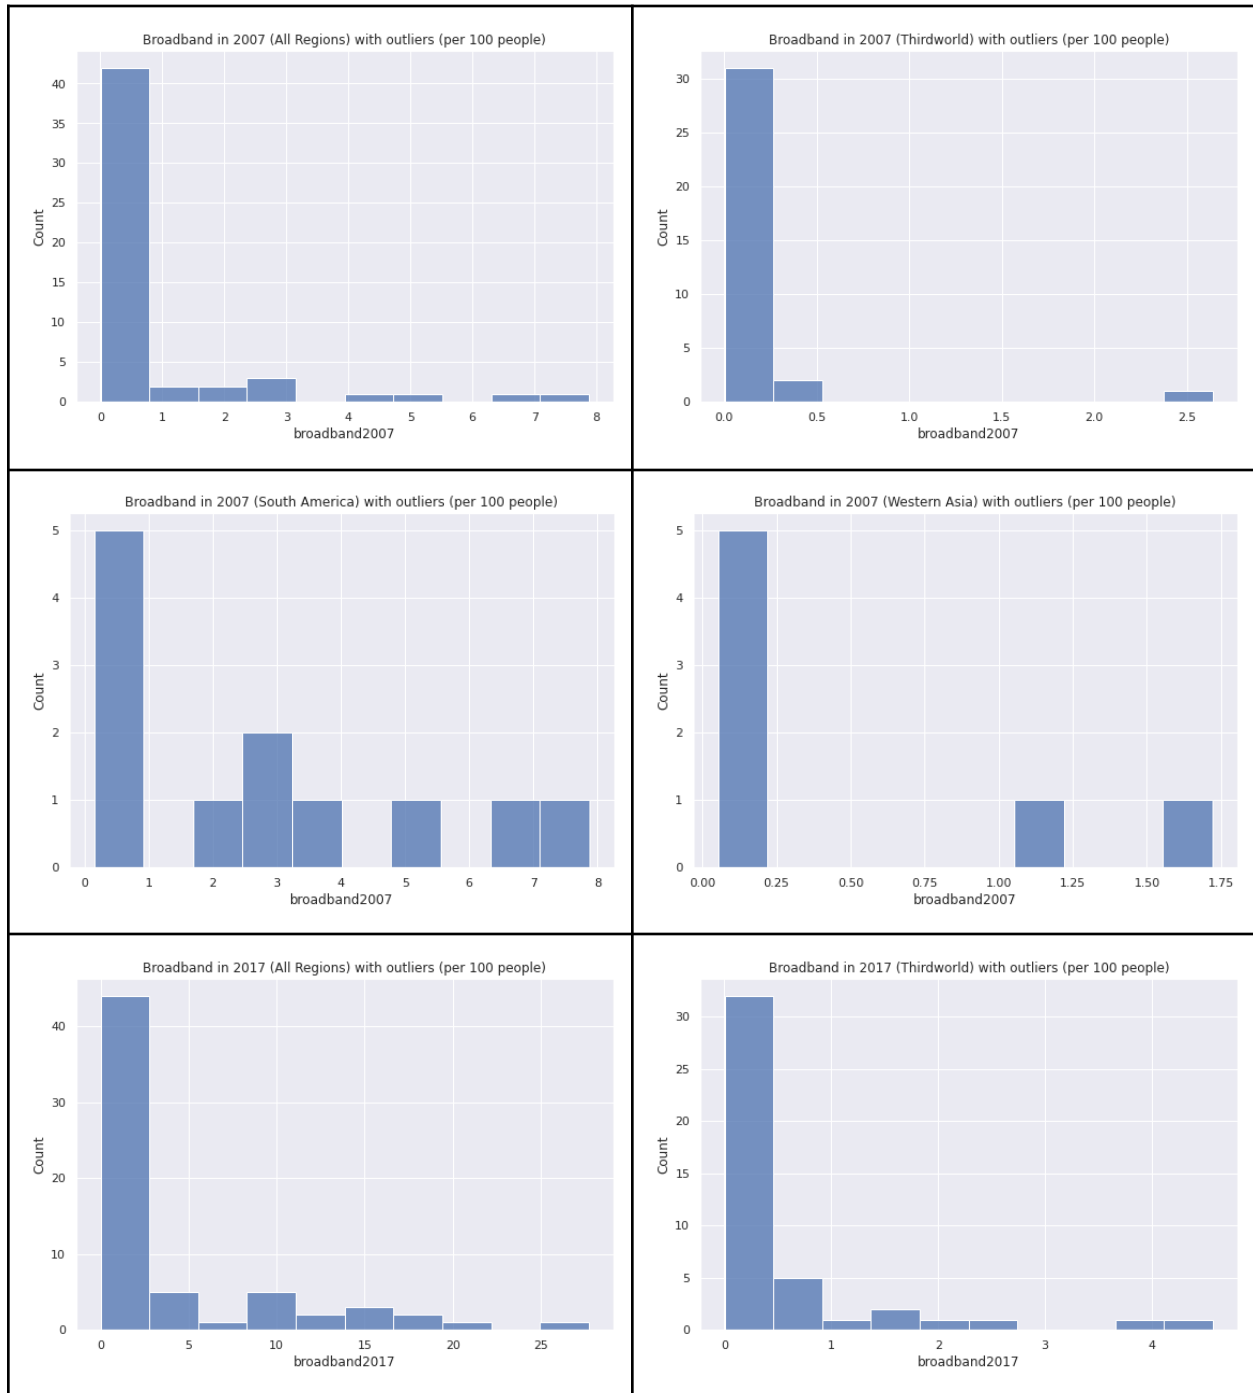 Broadband in 2007 (All Regions) with outliers (per 100 people)
40
35
30
25
20
15
10
5
0
Count
0 1 2 3 4 5 6 7 8
broadband2007
Broadband in 2007 (Thirdworld) with outliers (per 100 people)
30
25
20
15
10
5
0
Count
0.0 0.5 1.0 1.5 2.0 2.5
broadband2007
Broadband in 2007 (South America) with outliers (per 100 people)
5
4
3
2
1
0
Count
0 1 2 3 4 5 6 7 8
broadband2007
Broadband in 2007 (Western Asia) with outliers (per 100 people)
5
4
3
2
1
0
Count
0.00 0.25 0.50 0.75 1.00 1.25 1.50 1.75
broadband2007
Broadband in 2017 (All Regions) with outliers (per 100 people)
40
30
20
10
0
Count
0 5 10 15 20 25
broadband2017
Broadband in 2017 (Thirdworld) with outliers (per 100 people)
30
25
20
15
10
5
0
Count
0 1 2 3 4
broadband2017